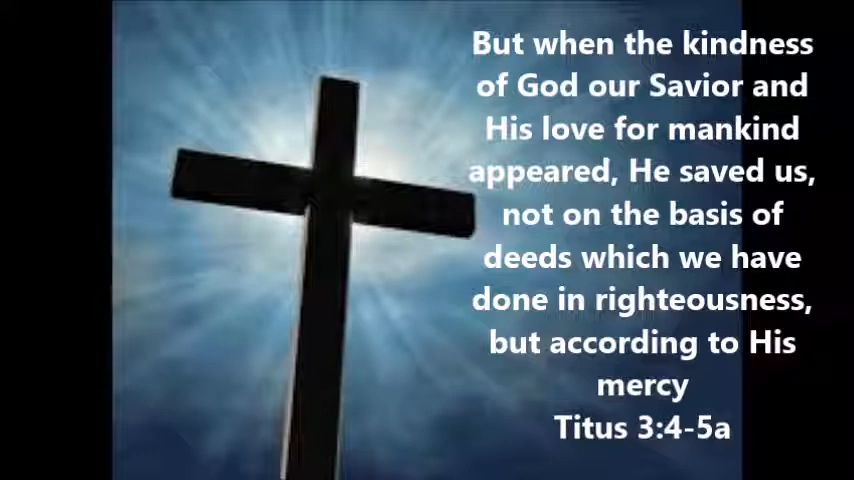 But when the kindness
of God our Savior and
His love for mankind
appeared, He saved us,
not on the basis of
deeds which we have
done in righteousness,
but according to His
mercy
Titus 3:4-5a